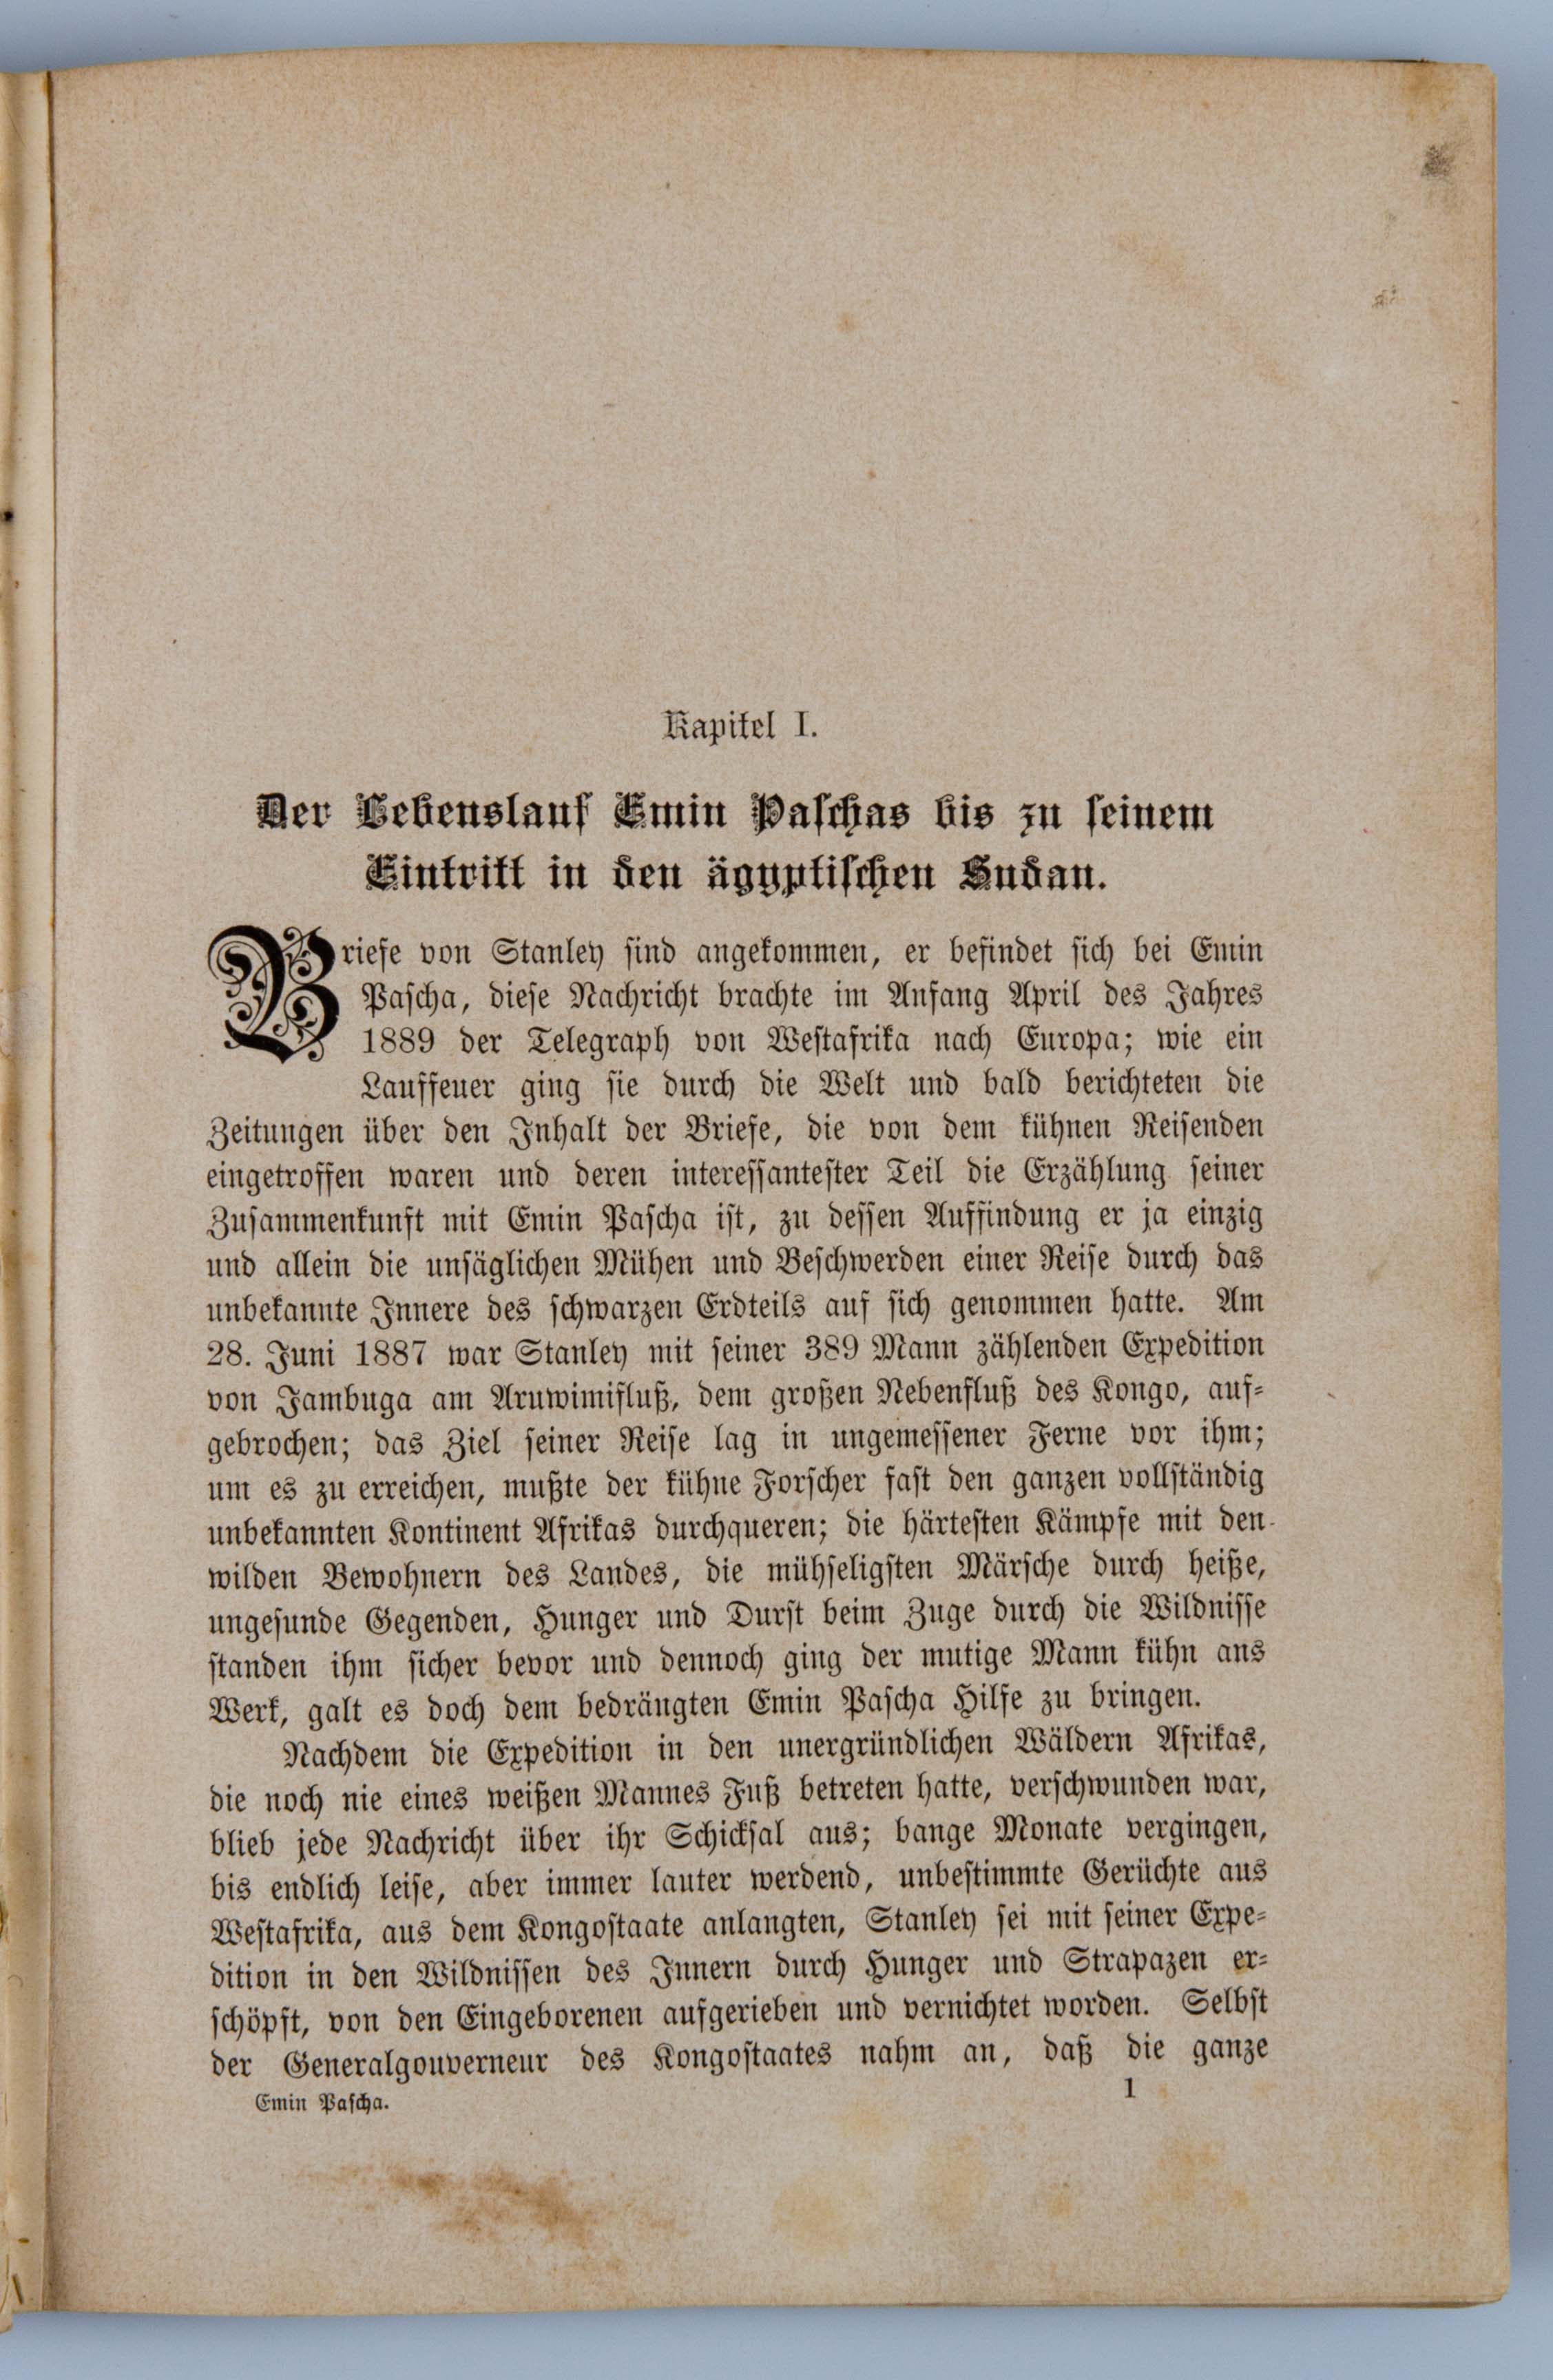 Kapitel I.
Der Lebenslauf Emin Paschas bis zu seinem
Eintritt in den ägyptischen Sudan.
Briefe von Stanley sind angekommen, er befindet sich bei Emin
Pascha, diese Nachricht brachte im Anfang April des Jahres
1889 der Telegraph von Westafrika nach Europa; wie ein
Lauffeuer ging sie durch die Welt und bald berichteten die
Zeitungen über den Inhalt der Briefe, die von dem kühnen Reisenden
eingetroffen waren und deren interessantester Teil die Erzählung seiner
Zusammenkunft mit Emin Pascha ist, zu dessen Auffindung er ja einzig
und allein die unsäglichen Mühen und Beschwerden einer Reise durch das
unbekannte Innere des schwarzen Erdteils auf sich genommen hatte. Am
28. Juni 1887 war Stanley mit seiner 389 Mann zählenden Expedition
von Jambuga am Aruwimifluß, dem großen Nebenfluß des Kongo, auf-
gebrochen; das Ziel seiner Reise lag in ungemessener Ferne vor ihm;
um es zu erreichen, mußte der kühne Forscher fast den ganzen vollständig
unbekannten Kontinent Afrikas durchqueren; die härtesten Kämpfe mit den
wilden Bewohnern des Landes, die mühseligsten Märsche durch heiße,
ungesunde Gegenden, Hunger und Durst beim Zuge durch die Wildnisse
standen ihm sicher bevor und dennoch ging der mutige Mann kühn ans
Werk, galt es doch dem bedrängten Emin Pascha Hilfe zu bringen.
Nachdem die Expedition in den unergründlichen Wäldern Afrikas,
die noch nie eines weißen Mannes Fuß betreten hatte, verschwunden war,
blieb jede Nachricht über ihr Schicksal aus; bange Monate vergingen,
bis endlich leise, aber immer lauter werdend, unbestimmte Gerüchte aus
Westafrika, aus dem Kongostaate anlangten, Stanley sei mit seiner Expe-
dition in den Wildnissen des Innern durch Hunger und Strapazen er-
schöpft, von den Eingeborenen aufgerieben und vernichtet worden. Selbst
der Generalgouverneur des Kongostaates nahm an, daß die ganze
Emin Pascha. 1